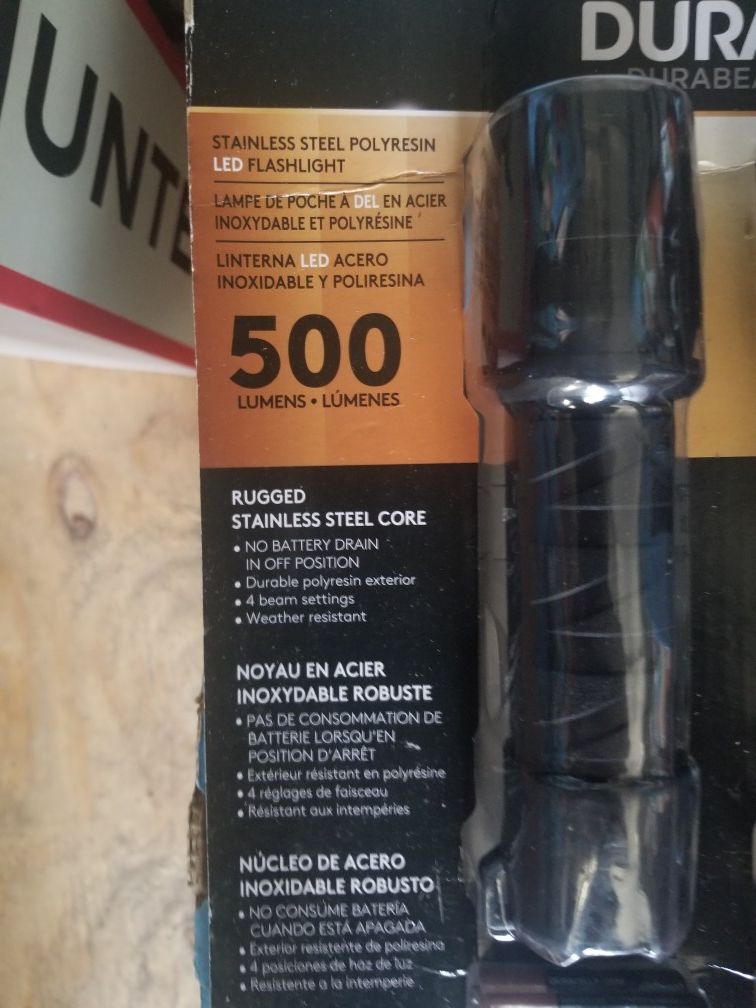 UNTE
DURA
DURABEA
STAINLESS STEEL POLYRESIN
LED FLASHLIGHT
LAMPE DE POCHE À DEL EN ACIER
INOXYDABLE ET POLYRÉSINE
LINTERNA LED ACERO
INOXIDABLE Y POLIRESINA
500
LUMENS • LÚMENES
RUGGED
STAINLESS STEEL CORE
• NO BATTERY DRAIN
IN OFF POSITION
• Durable polyresin exterior
• 4 beam settings
• Weather resistant
NOYAU EN ACIER
INOXYDABLE ROBUSTE
• PAS DE CONSOMMATION DE
BATTERIE LORSQU'EN
POSITION D'ARRÊT
• Extérieur résistant en polyrésine
• 4 réglages de faisceau
• Résistant aux intempéries
NÚCLEO DE ACERO
INOXIDABLE ROBUSTO
• NO CONSUME BATERÍA
CUANDO ESTÁ APAGADA
• Exterior resistente de poliresina
• 4 posiciones de haz de luz
• Resistente a la intemperie